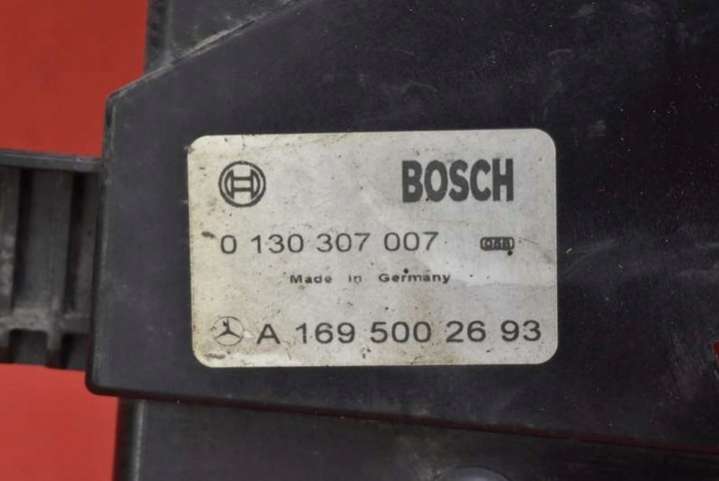 BOSCH
0 130 307 007
Made in Germany
A 169 500 26 93